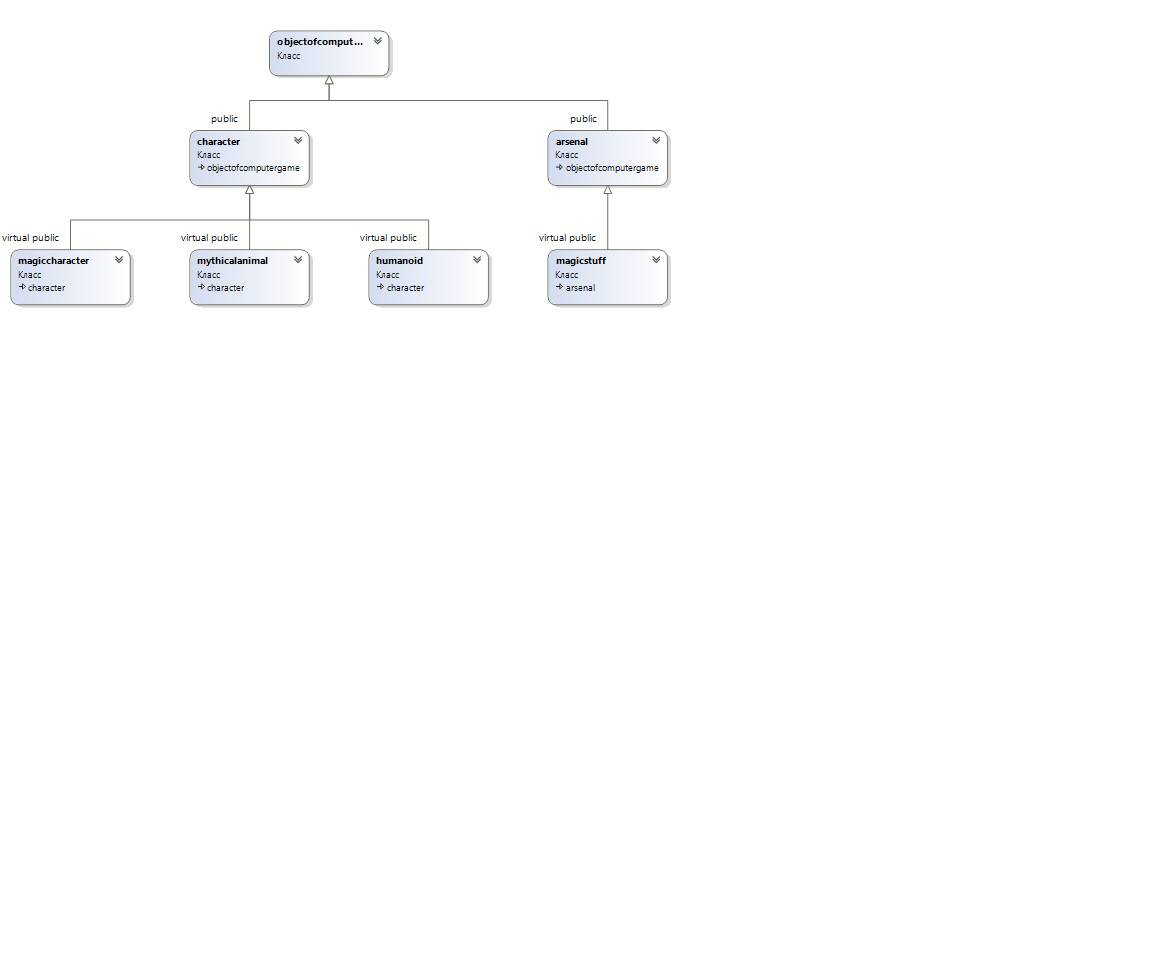 objectofcomput...
Класс
public
public
character
Класс
objectofcomputergame
arsenal
Класс
objectofcomputergame
virtual public
virtual public
virtual public
virtual public
magiccharacter
Класс
character
mythicalanimal
Класс
character
humanoid
Класс
character
magicstuff
Класс
arsenal